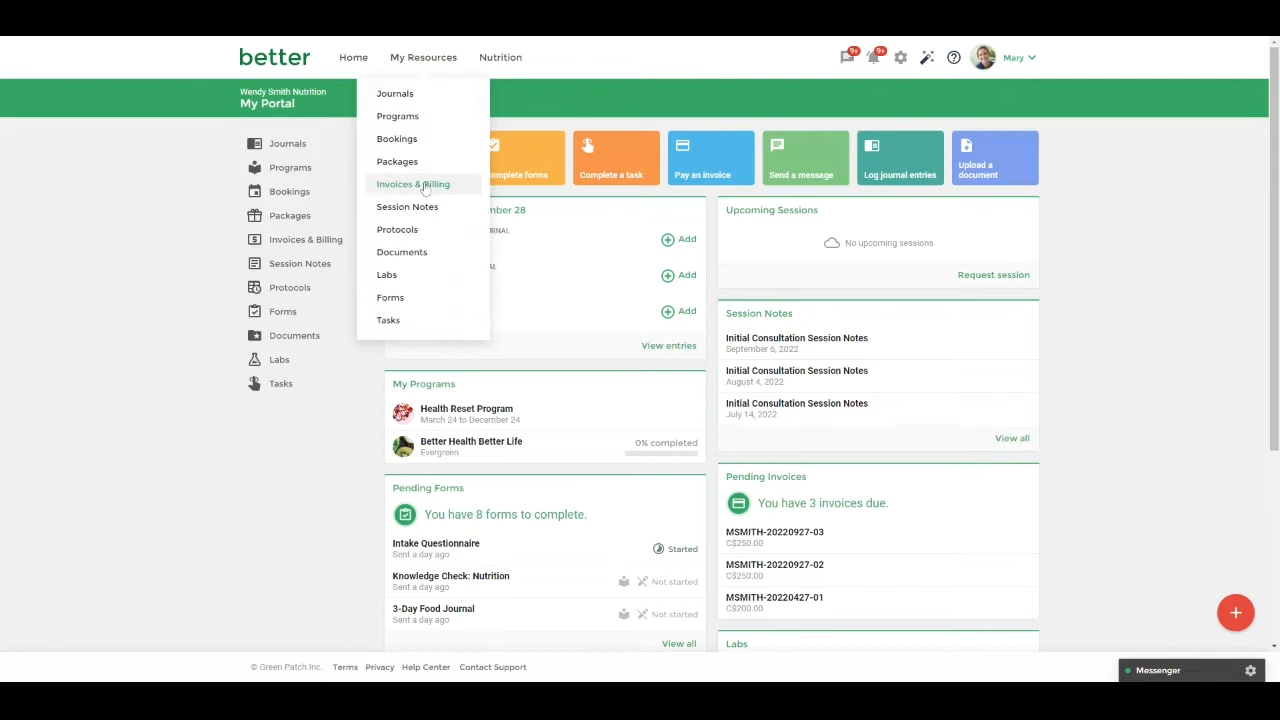 better
Home
My Resources
Nutrition
9+
9+
Mary
Wendy Smith Nutrition
My Portal
Journals
Programs
Bookings
Packages
Invoices & Billing
Session Notes
Protocols
Documents
Labs
Forms
Tasks
Journals
Programs
Bookings
Packages
Invoices & Billing
Session Notes
Protocols
Forms
Documents
Labs
Tasks
Complete a task
Pay an invoice
Send a message
Log journal entries
Upload a
document
Add
Add
Add
View entries
My Programs
Health Reset Program
March 24 to December 24
Better Health Better Life
Evergreen
0% completed
Pending Forms
You have 8 forms to complete.
Intake Questionnaire
Sent a day ago
Started
Knowledge Check: Nutrition
Sent a day ago
Not started
3-Day Food Journal
Sent a day ago
Not started
View all
Upcoming Sessions
No upcoming sessions
Request session
Session Notes
Initial Consultation Session Notes
September 6, 2022
Initial Consultation Session Notes
August 4, 2022
Initial Consultation Session Notes
July 14, 2022
View all
Pending Invoices
You have 3 invoices due.
MSMITH-20220927-03
C$250.00
MSMITH-20220927-02
C$250.00
MSMITH-20220427-01
C$200.00
Labs
© Green Patch Inc.
Terms
Privacy
Help Center
Contact Support
Messenger